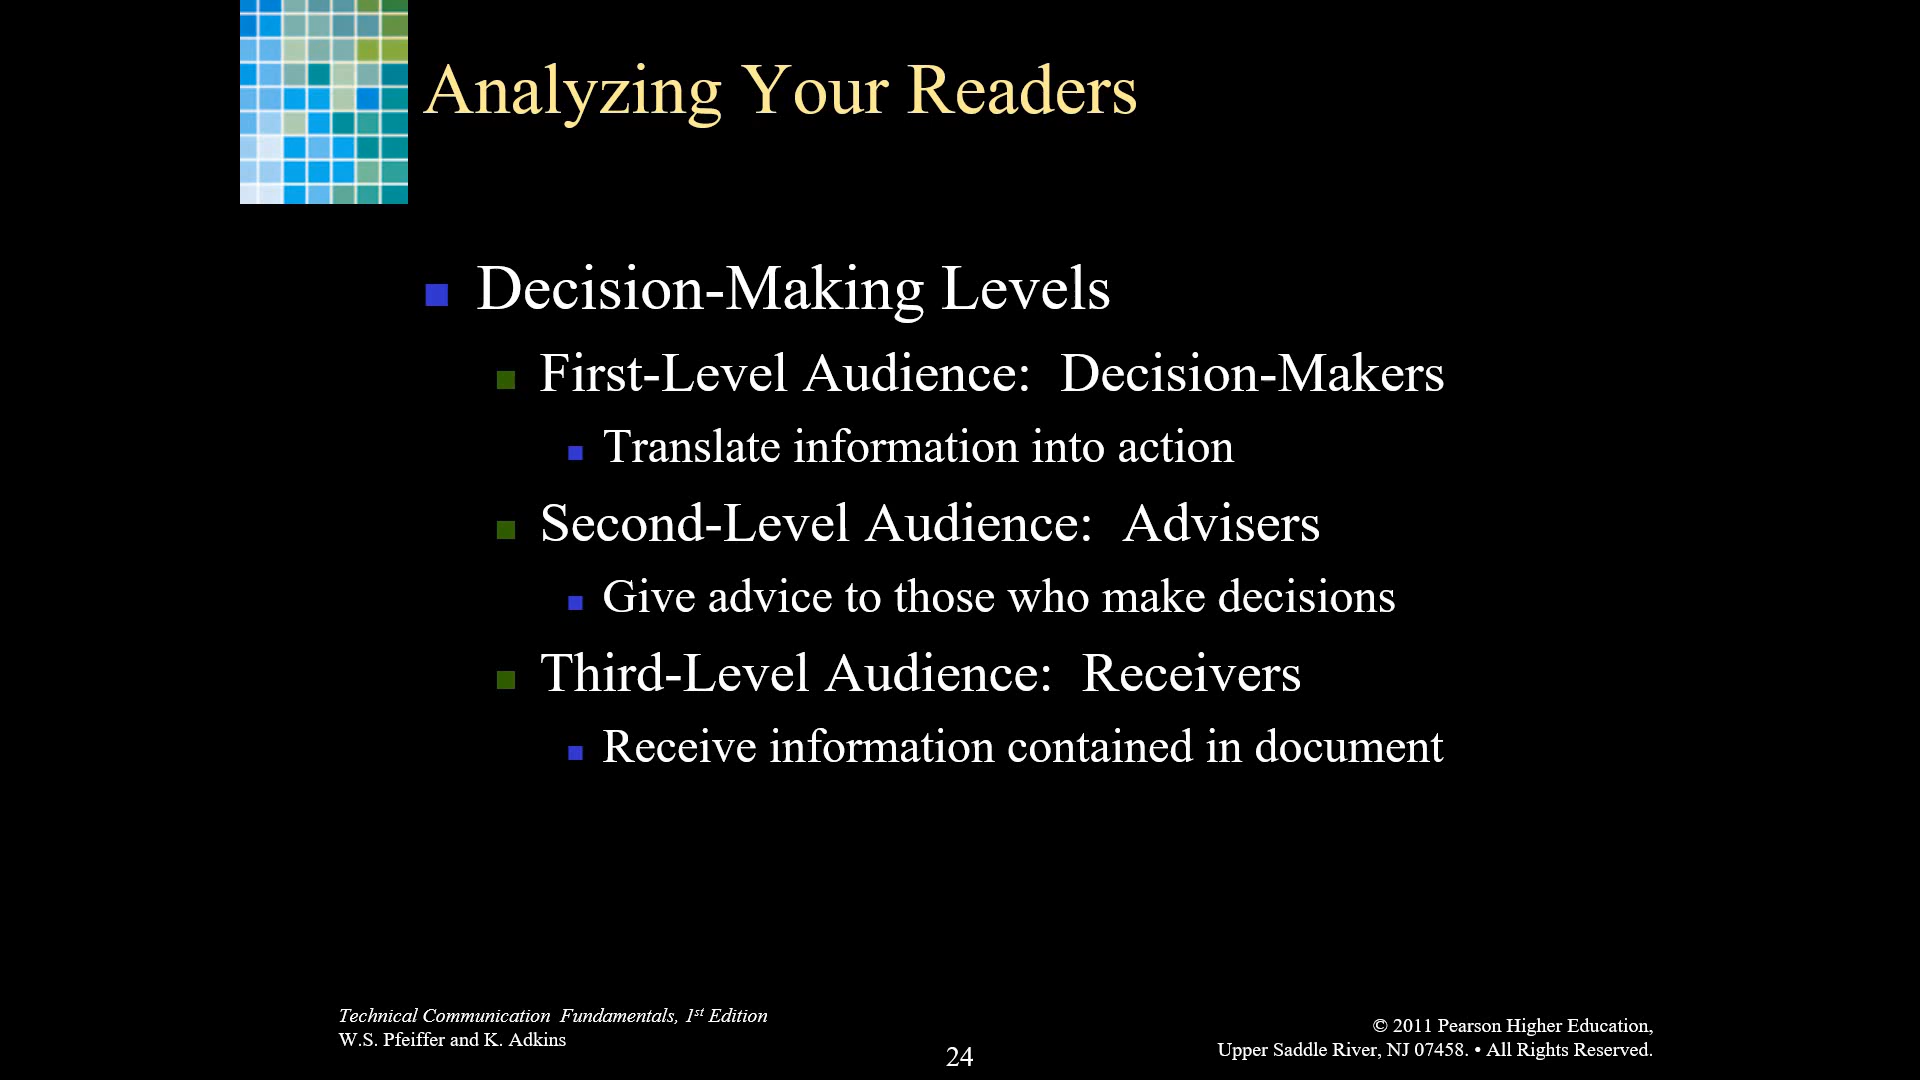 Analyzing Your Readers
Decision-Making Levels
First-Level Audience:  Decision-Makers
Translate information into action
Second-Level Audience:  Advisers
Give advice to those who make decisions
Third-Level Audience:  Receivers
Receive information contained in document
Technical Communication  Fundamentals, 1st Edition
W.S. Pfeiffer and K. Adkins
24
© 2011 Pearson Higher Education,
Upper Saddle River, NJ 07458. • All Rights Reserved.